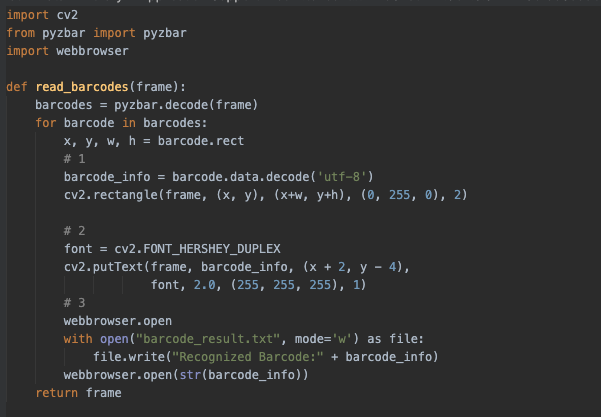 import cv2
from pyzbar import pyzbar
import webbrowser
def read_barcodes(frame):
    barcodes = pyzbar.decode(frame)
    for barcode in barcodes:
        x, y, w, h = barcode.rect
        # 1
        barcode_info = barcode.data.decode('utf-8')
        cv2.rectangle(frame, (x, y), (x+w, y+h), (0, 255, 0), 2)
        # 2
        font = cv2.FONT_HERSHEY_DUPLEX
        cv2.putText(frame, barcode_info, (x + 2, y - 4),
                    font, 2.0, (255, 255, 255), 1)
        # 3
        webbrowser.open
        with open("barcode_result.txt", mode='w') as file:
            file.write("Recognized Barcode:" + barcode_info)
        webbrowser.open(str(barcode_info))
    return frame